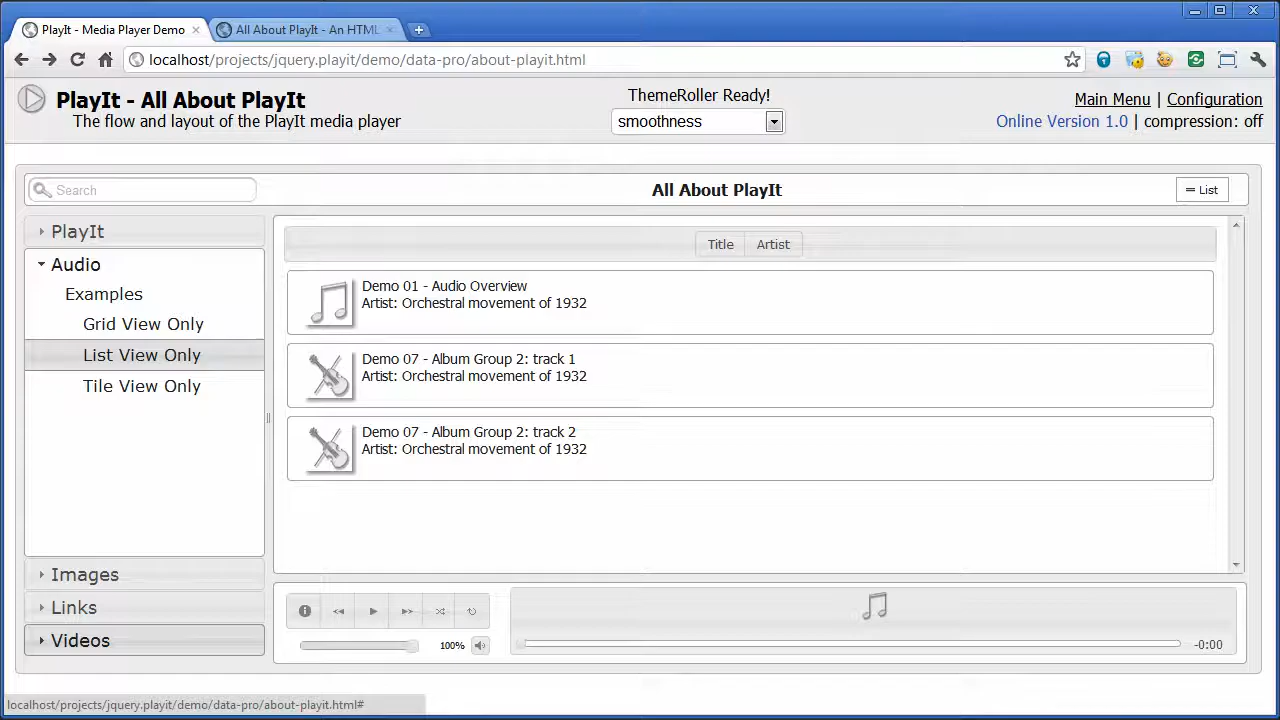 PlayIt - Media Player Demo
All About PlayIt - An HTML
localhost/projects/jquery.playit/demo/data-pro/about-playit.html
PlayIt - All About PlayIt
The flow and layout of the PlayIt media player
ThemeRoller Ready!
smoothness
Main Menu | Configuration
Online Version 1.0 | compression: off
Search
All About PlayIt
List
PlayIt
Audio
Examples
Grid View Only
List View Only
Tile View Only
Images
Links
Videos
Title Artist
Demo 01 - Audio Overview
Artist: Orchestral movement of 1932
Demo 07 - Album Group 2: track 1
Artist: Orchestral movement of 1932
Demo 07 - Album Group 2: track 2
Artist: Orchestral movement of 1932
100%
-0:00
localhost/projects/jquery.playit/demo/data-pro/about-playit.html#